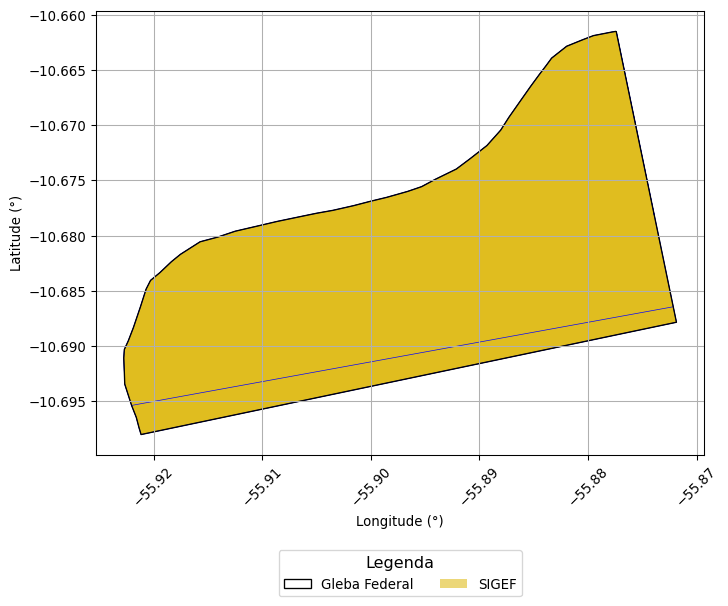 −10.660
−10.665
−10.670
−10.675
−10.680
−10.685
−10.690
−10.695
Latitude (°)
−55.92
−55.91
−55.90
−55.89
−55.88
−55.87
Longitude (°)
Legenda
Gleba Federal
SIGEF